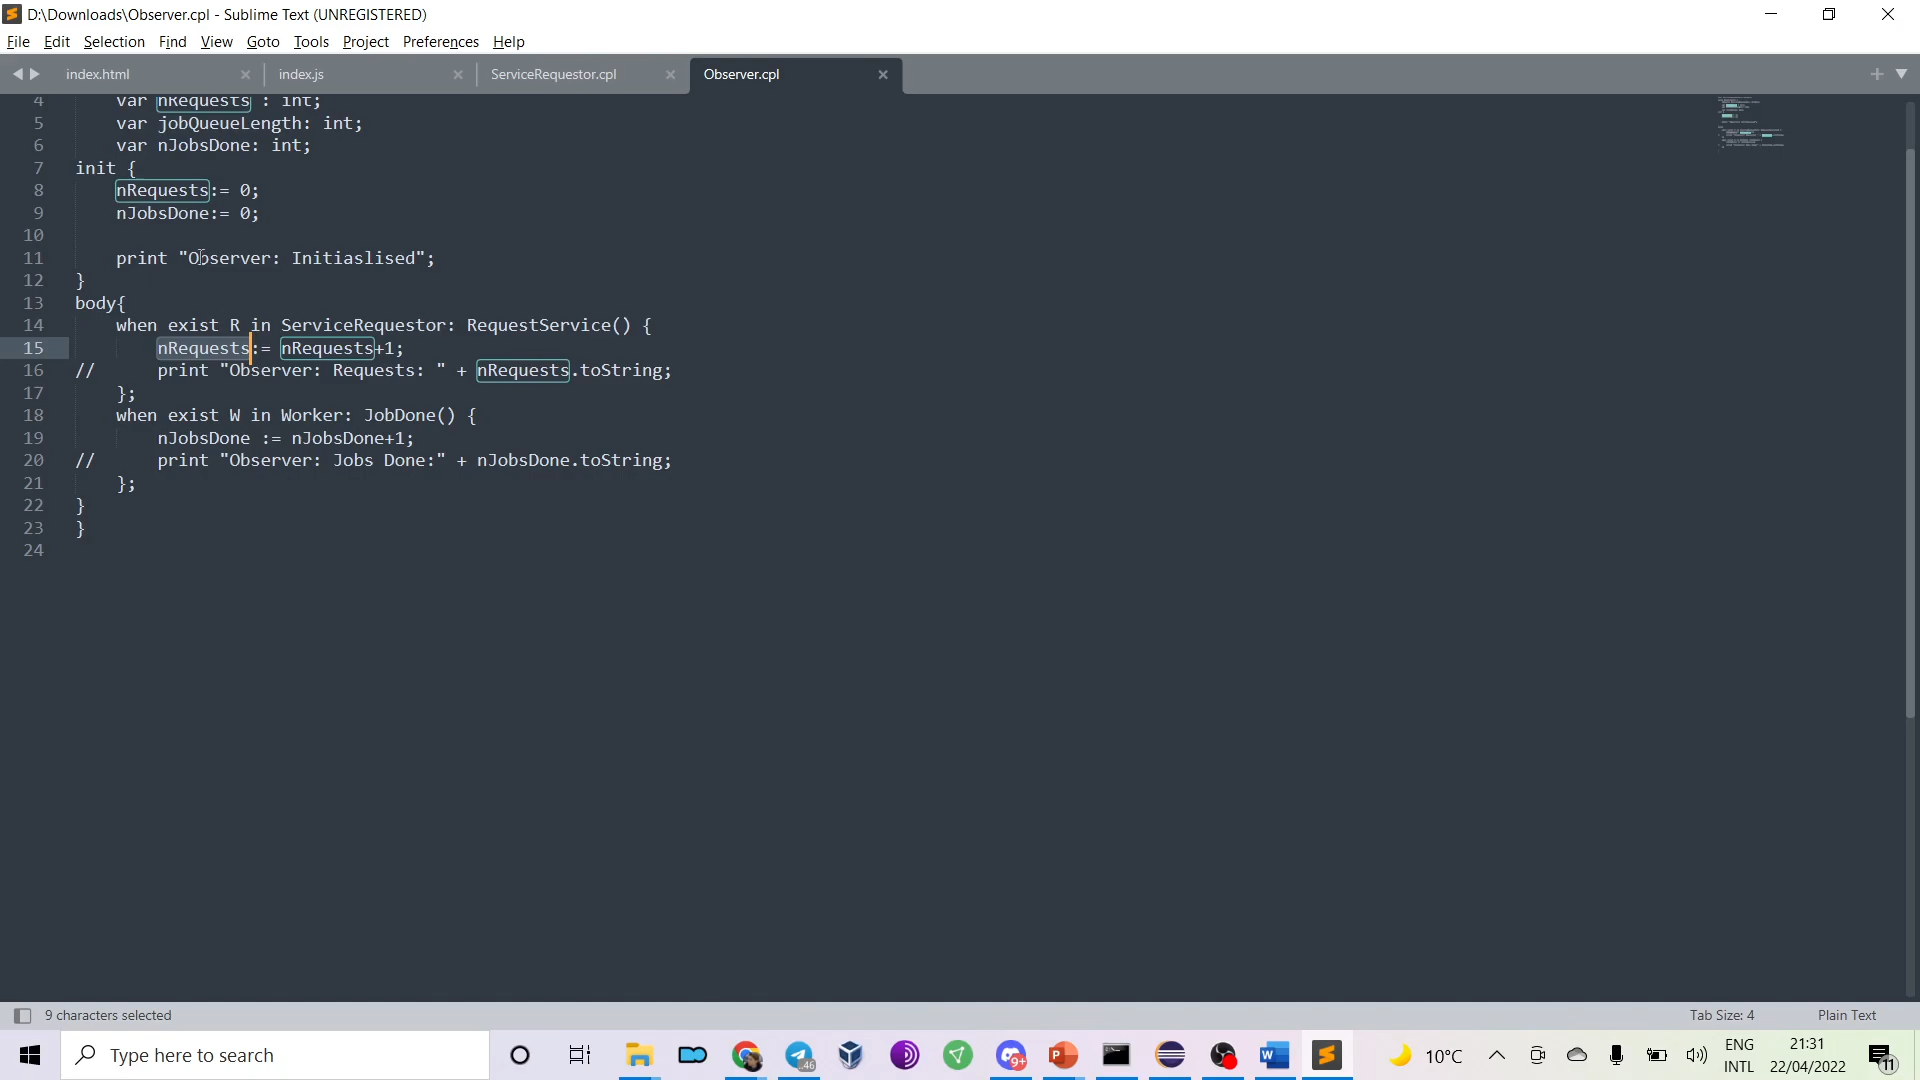 D:\Downloads\Observer.cpl - Sublime Text (UNREGISTERED)
File Edit Selection Find View Goto Tools Project Preferences Help
index.html index.js ServiceRequestor.cpl Observer.cpl
4 var nRequests : int;
5 var jobQueueLength: int;
6 var nJobsDone: int;
7 init {
8 nRequests:= 0;
9 nJobsDone:= 0;
10
11 print "Observer: Initiaslised";
12 }
13 body{
14 when exist R in ServiceRequestor: RequestService() {
15 nRequests:= nRequests+1;
16 // print "Observer: Requests: " + nRequests.toString;
17 };
18 when exist W in Worker: JobDone() {
19 nJobsDone := nJobsDone+1;
20 // print "Observer: Jobs Done:" + nJobsDone.toString;
21 };
22 }
23 }
24
9 characters selected Tab Size: 4 Plain Text
Type here to search
46
9+
10°C
ENG
INTL
21:31
22/04/2022
11